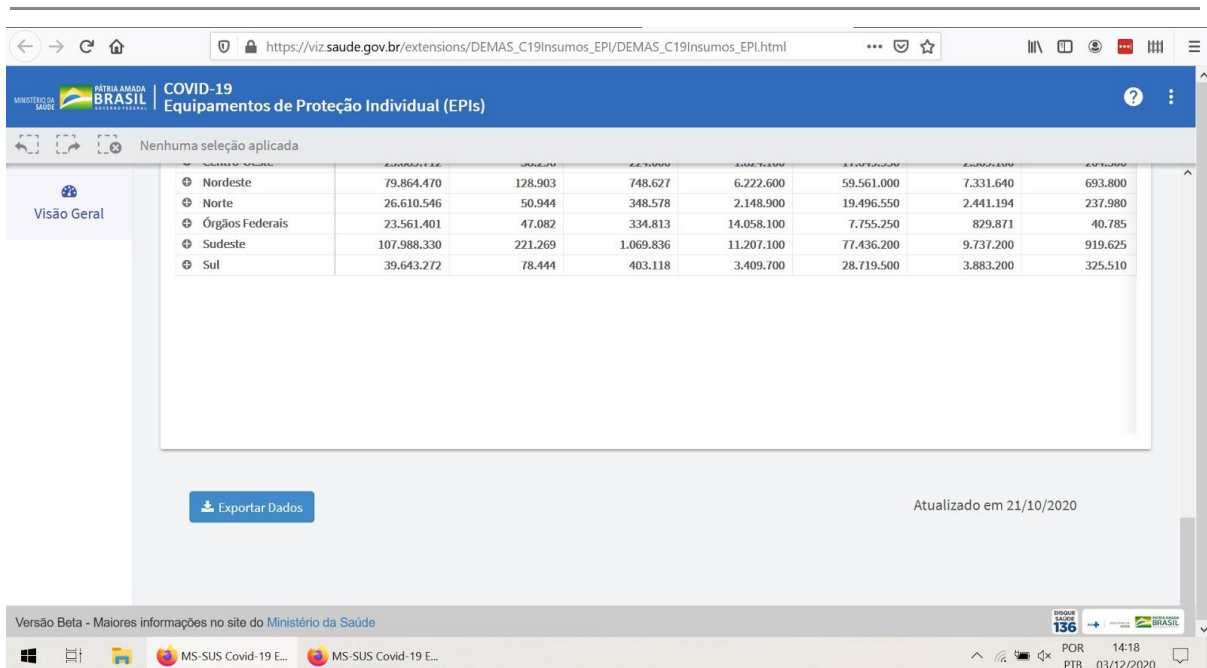 https://viz.saude.gov.br/extensions/DEMAS_C19Insumos_EPI/DEMAS_C19Insumos_EPI.html
MINISTÉRIO DA SAÚDE
PÁTRIA AMADA
BRASIL
GOVERNO FEDERAL
COVID-19
Equipamentos de Proteção Individual (EPIs)
Nenhuma seleção aplicada
Visão Geral
Nordeste 79.864.470 128.903 748.627 6.222.600 59.561.000 7.331.640 693.800
Norte 26.610.546 50.944 348.578 2.148.900 19.496.550 2.441.194 237.980
Órgãos Federais 23.561.401 47.082 334.813 14.058.100 7.755.250 829.871 40.785
Sudeste 107.988.330 221.269 1.069.836 11.207.100 77.436.200 9.737.200 919.625
Sul 39.643.272 78.444 403.118 3.409.700 28.719.500 3.883.200 325.510
Exportar Dados
Atualizado em 21/10/2020
Versão Beta - Maiores informações no site do Ministério da Saúde
DISQUE
SAÚDE
136
BRASIL
MS-SUS Covid-19 E...
MS-SUS Covid-19 E...
POR
PTB
14:18
03/12/2020